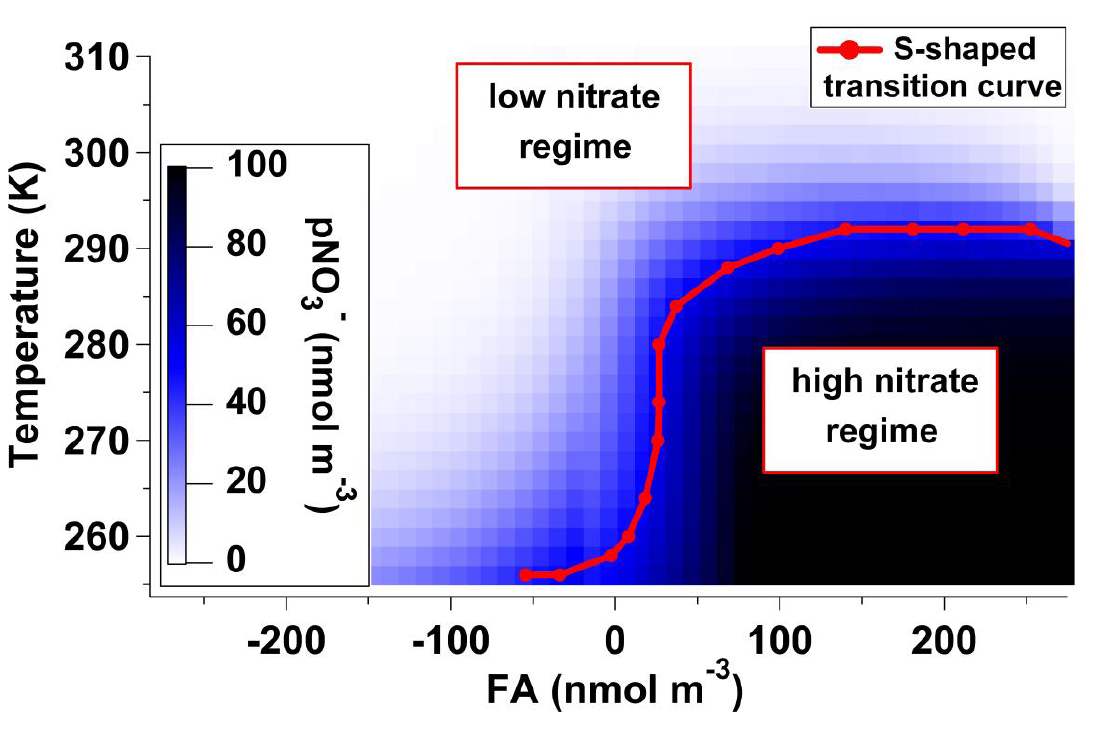 S-shaped
transition curve
low nitrate
regime
high nitrate
regime
Temperature (K)
310
300
290
280
270
260
100
80
60
40
20
0
pNO3- (nmol m-3)
-200 -100 0 100 200
FA (nmol m-3)